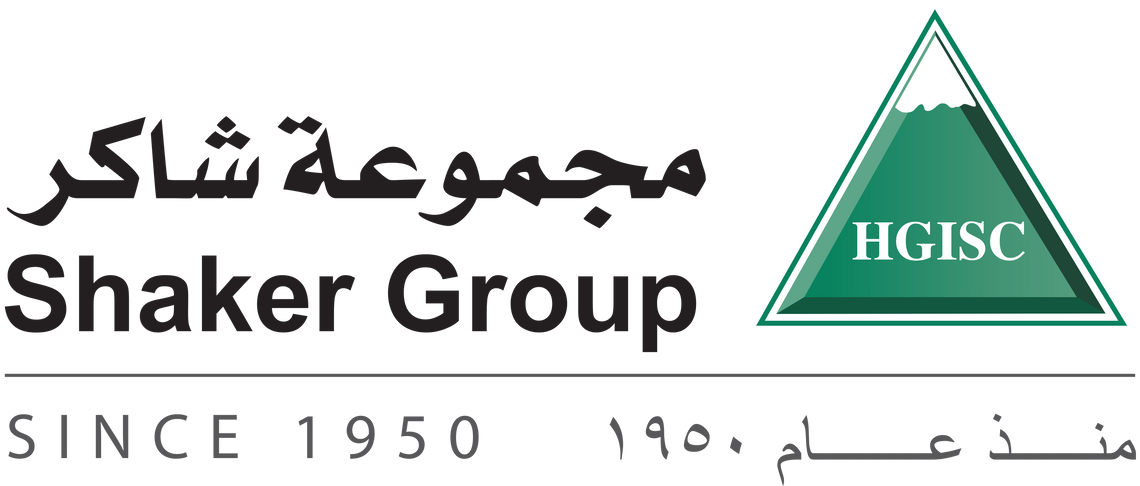 مجموعة شاكر
Shaker Group
HGISC
SINCE 1950
منذ عام ١٩٥٠